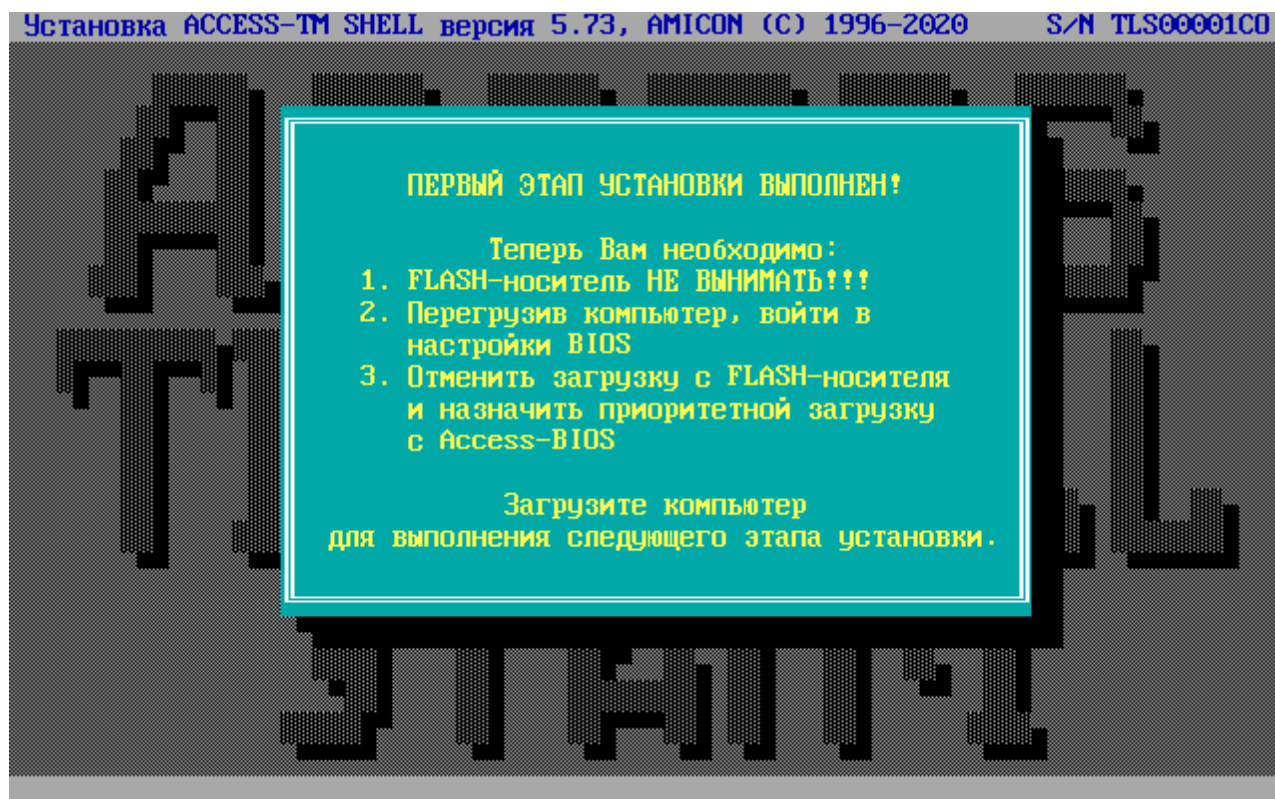 Установка ACCESS-TM SHELL версия 5.73, AMICON (C) 1996-2020 S/N TLS00001CO
ПЕРВЫЙ ЭТАП УСТАНОВКИ ВЫПОЛНЕН!
Теперь Вам необходимо:
1. FLASH-носитель НЕ ВЫНИМАТЬ!!!
2. Перегрузив компьютер, войти в
настройки BIOS
3. Отменить загрузку с FLASH-носителя
и назначить приоритетной загрузку
с Access-BIOS
Загрузите компьютер
для выполнения следующего этапа установки.